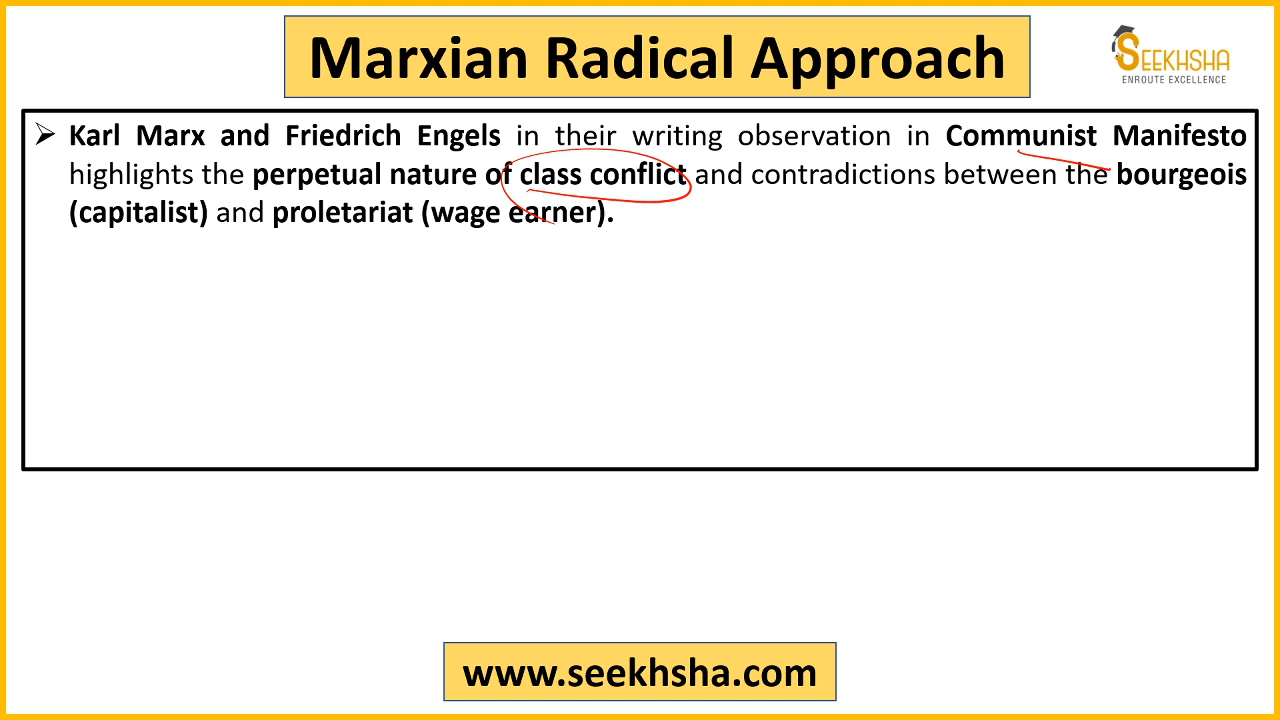 Marxian Radical Approach
SEEKHSHA
ENROUTE EXCELLENCE
➢ Karl Marx and Friedrich Engels in their writing observation in Communist Manifesto
highlights the perpetual nature of class conflict and contradictions between the bourgeois
(capitalist) and proletariat (wage earner).
www.seekhsha.com